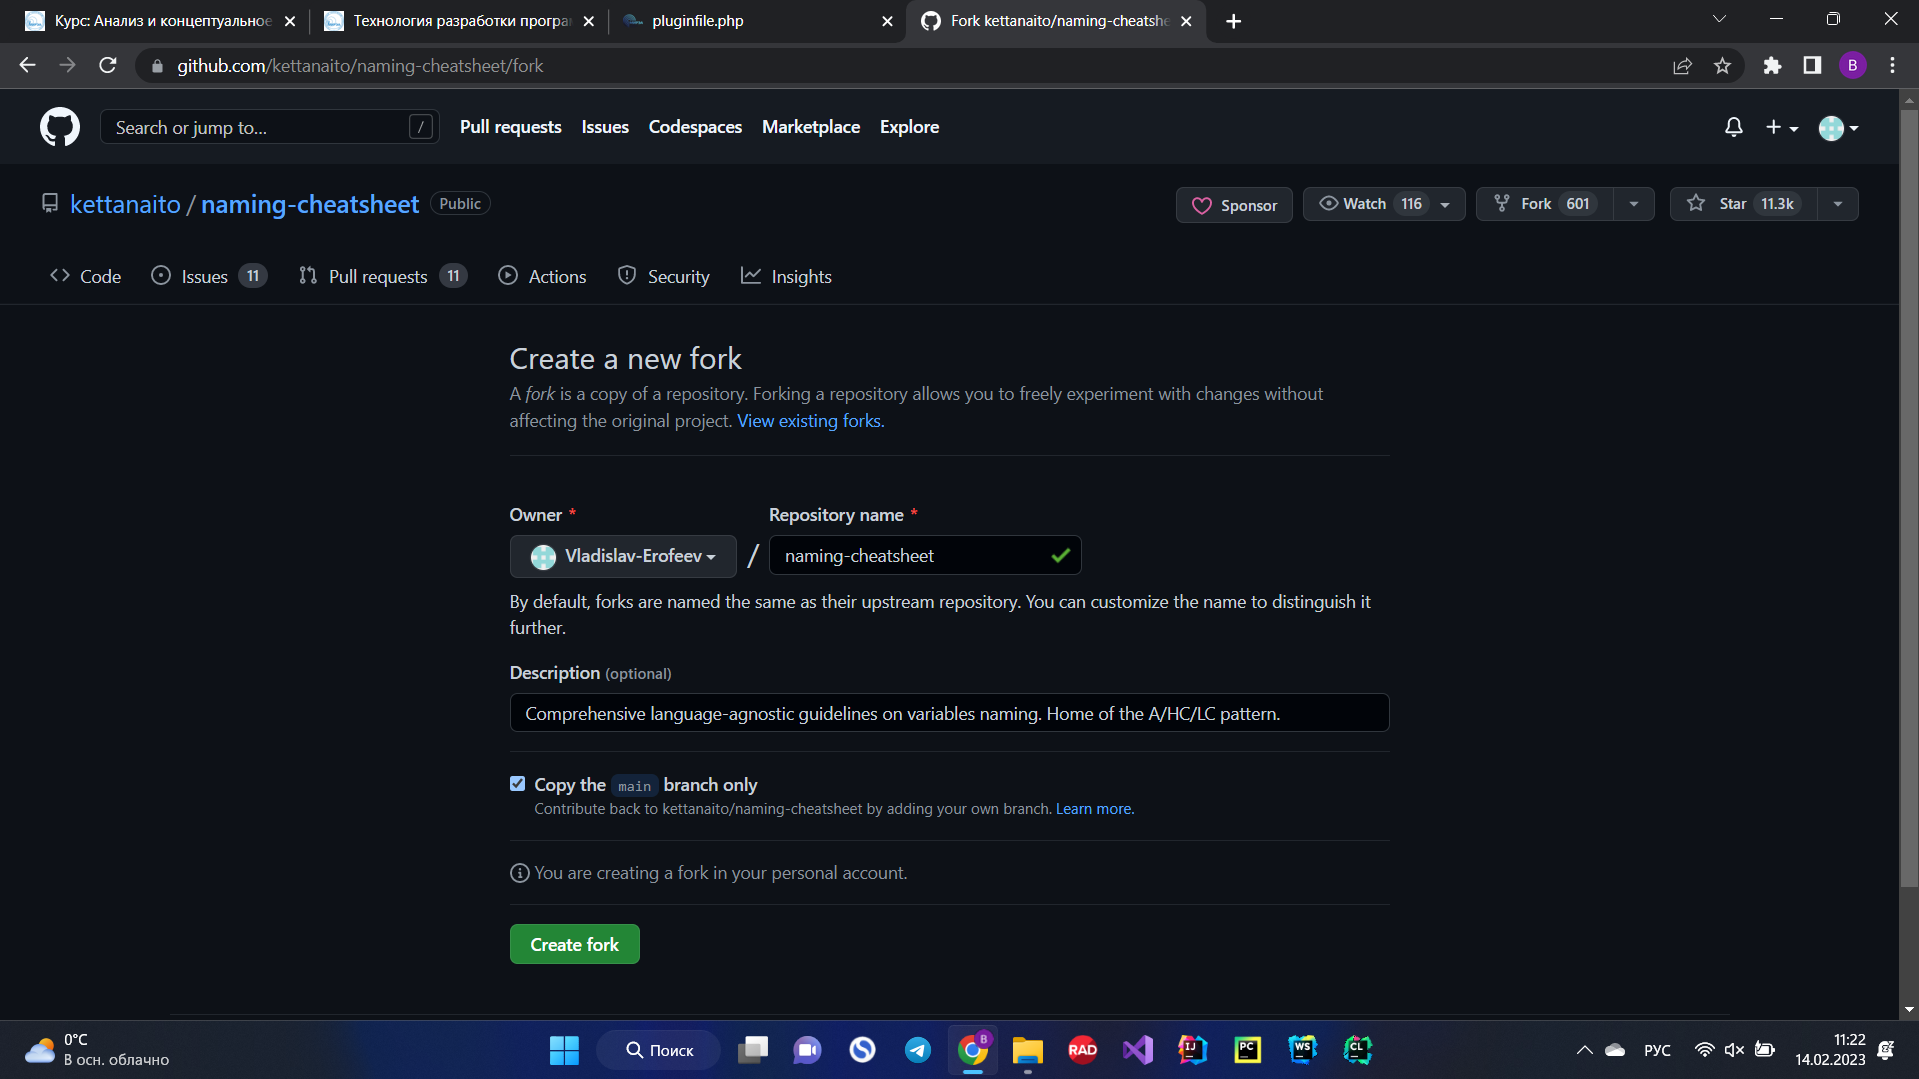 Курс: Анализ и концептуальное
Технология разработки програ
pluginfile.php
Fork kettanaito/naming-cheatshe
github.com/kettanaito/naming-cheatsheet/fork
B
Search or jump to...
/
Pull requests
Issues
Codespaces
Marketplace
Explore
kettanaito / naming-cheatsheet
Public
Sponsor
Watch 116
Fork 601
Star 11.3k
Code
Issues 11
Pull requests 11
Actions
Security
Insights
Create a new fork
A fork is a copy of a repository. Forking a repository allows you to freely experiment with changes without
affecting the original project. View existing forks.
Owner *
Repository name *
Vladislav-Erofeev
/
naming-cheatsheet
By default, forks are named the same as their upstream repository. You can customize the name to distinguish it
further.
Description (optional)
Comprehensive language-agnostic guidelines on variables naming. Home of the A/HC/LC pattern.
Copy the main branch only
Contribute back to kettanaito/naming-cheatsheet by adding your own branch. Learn more.
You are creating a fork in your personal account.
Create fork
0°C
В осн. облачно
Поиск
B
RAD
IJ
PC
WS
CL
РУС
11:22
14.02.2023